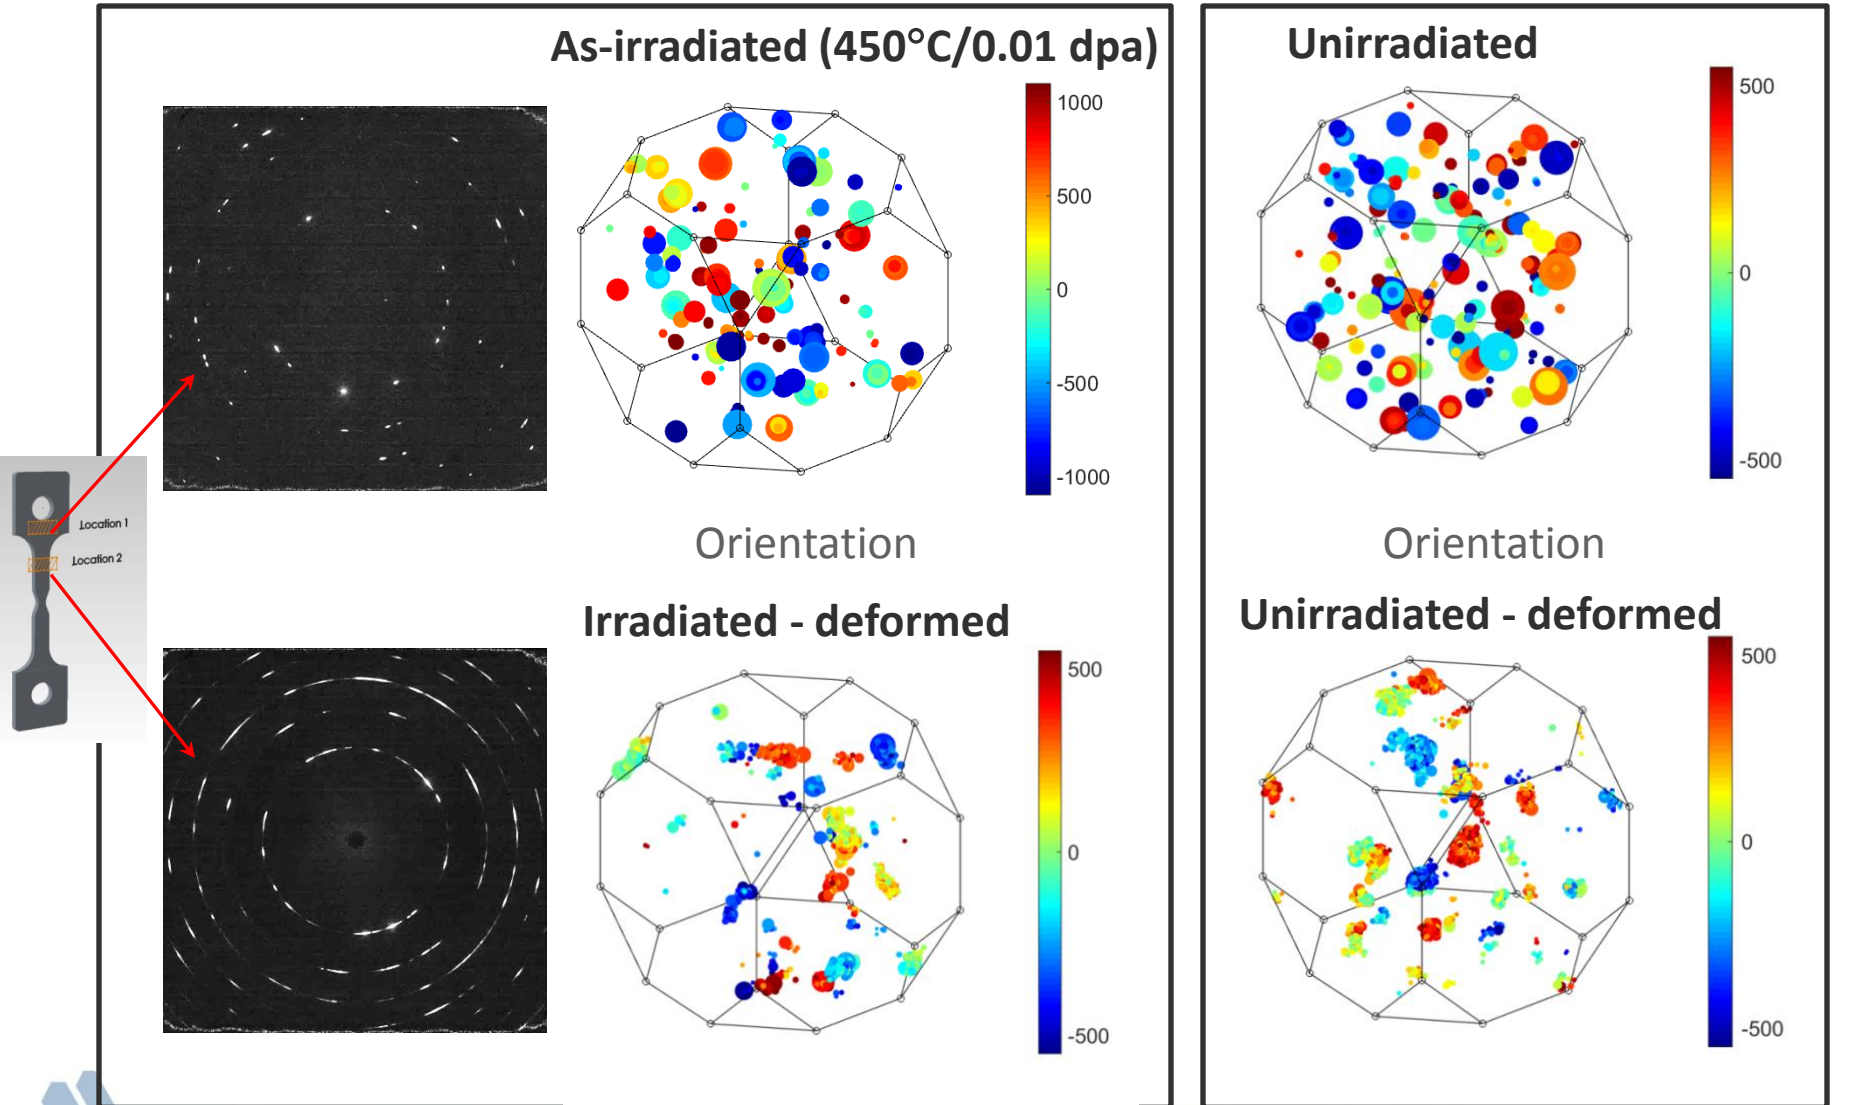 As-irradiated (450°C/0.01 dpa)
1000
500
0
-500
-1000
Unirradiated
500
0
-500
Location 1
Location 2
Orientation
Orientation
Irradiated - deformed
500
0
-500
Unirradiated - deformed
500
0
-500